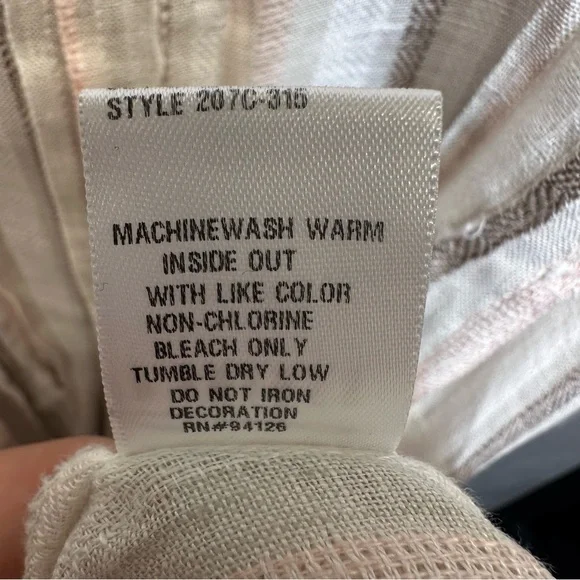 STYLE 207C-315
MACHINEWASH WARM
INSIDE OUT
WITH LIKE COLOR
NON-CHLORINE
BLEACH ONLY
TUMBLE DRY LOW
DO NOT IRON
DECORATION
RN#94126